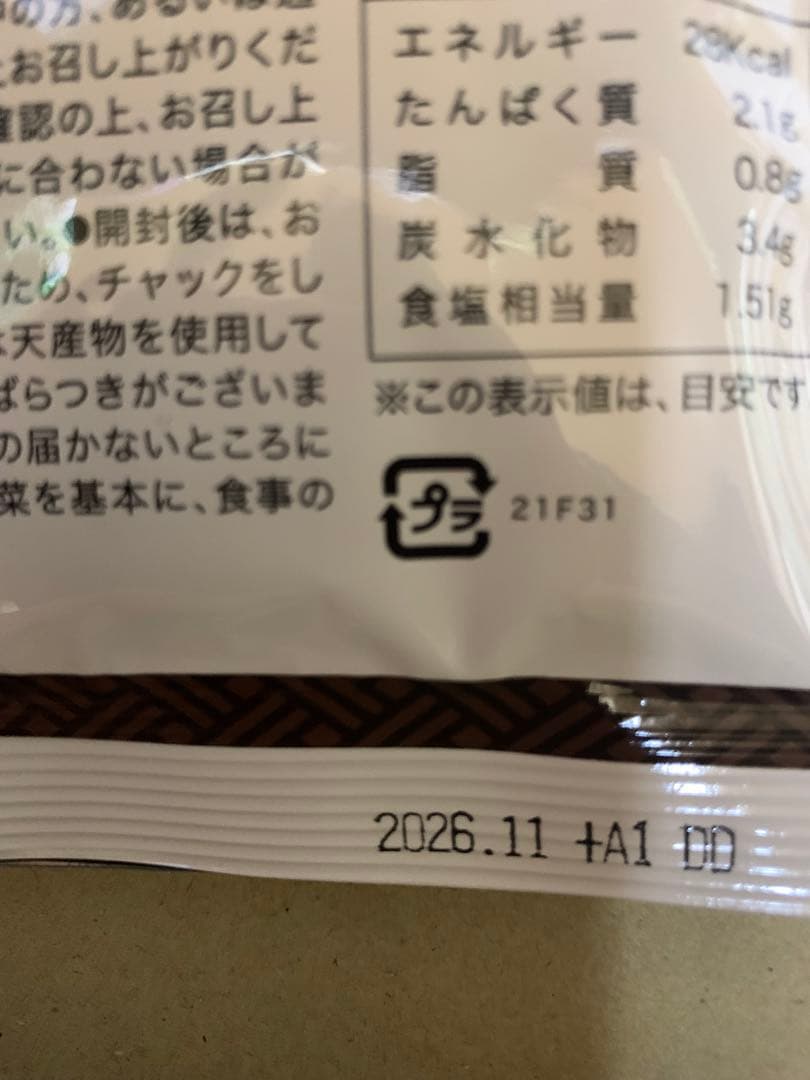 の方、あるいは
お召し上がりくだ
確認の上、お召し上
に合わない場合が
い。●開封後は、お
ため、チャックをし
は天産物を使用して
ばらつきがございま
の届かないところに
菜を基本に、食事の
エネルギー 28Kcal
たんぱく質 2.1g
脂質 0.8g
炭水化物 3.4g
食塩相当量 1.51g
※この表示値は、目安です
プラ 21F31
2026.11 +A1 DD